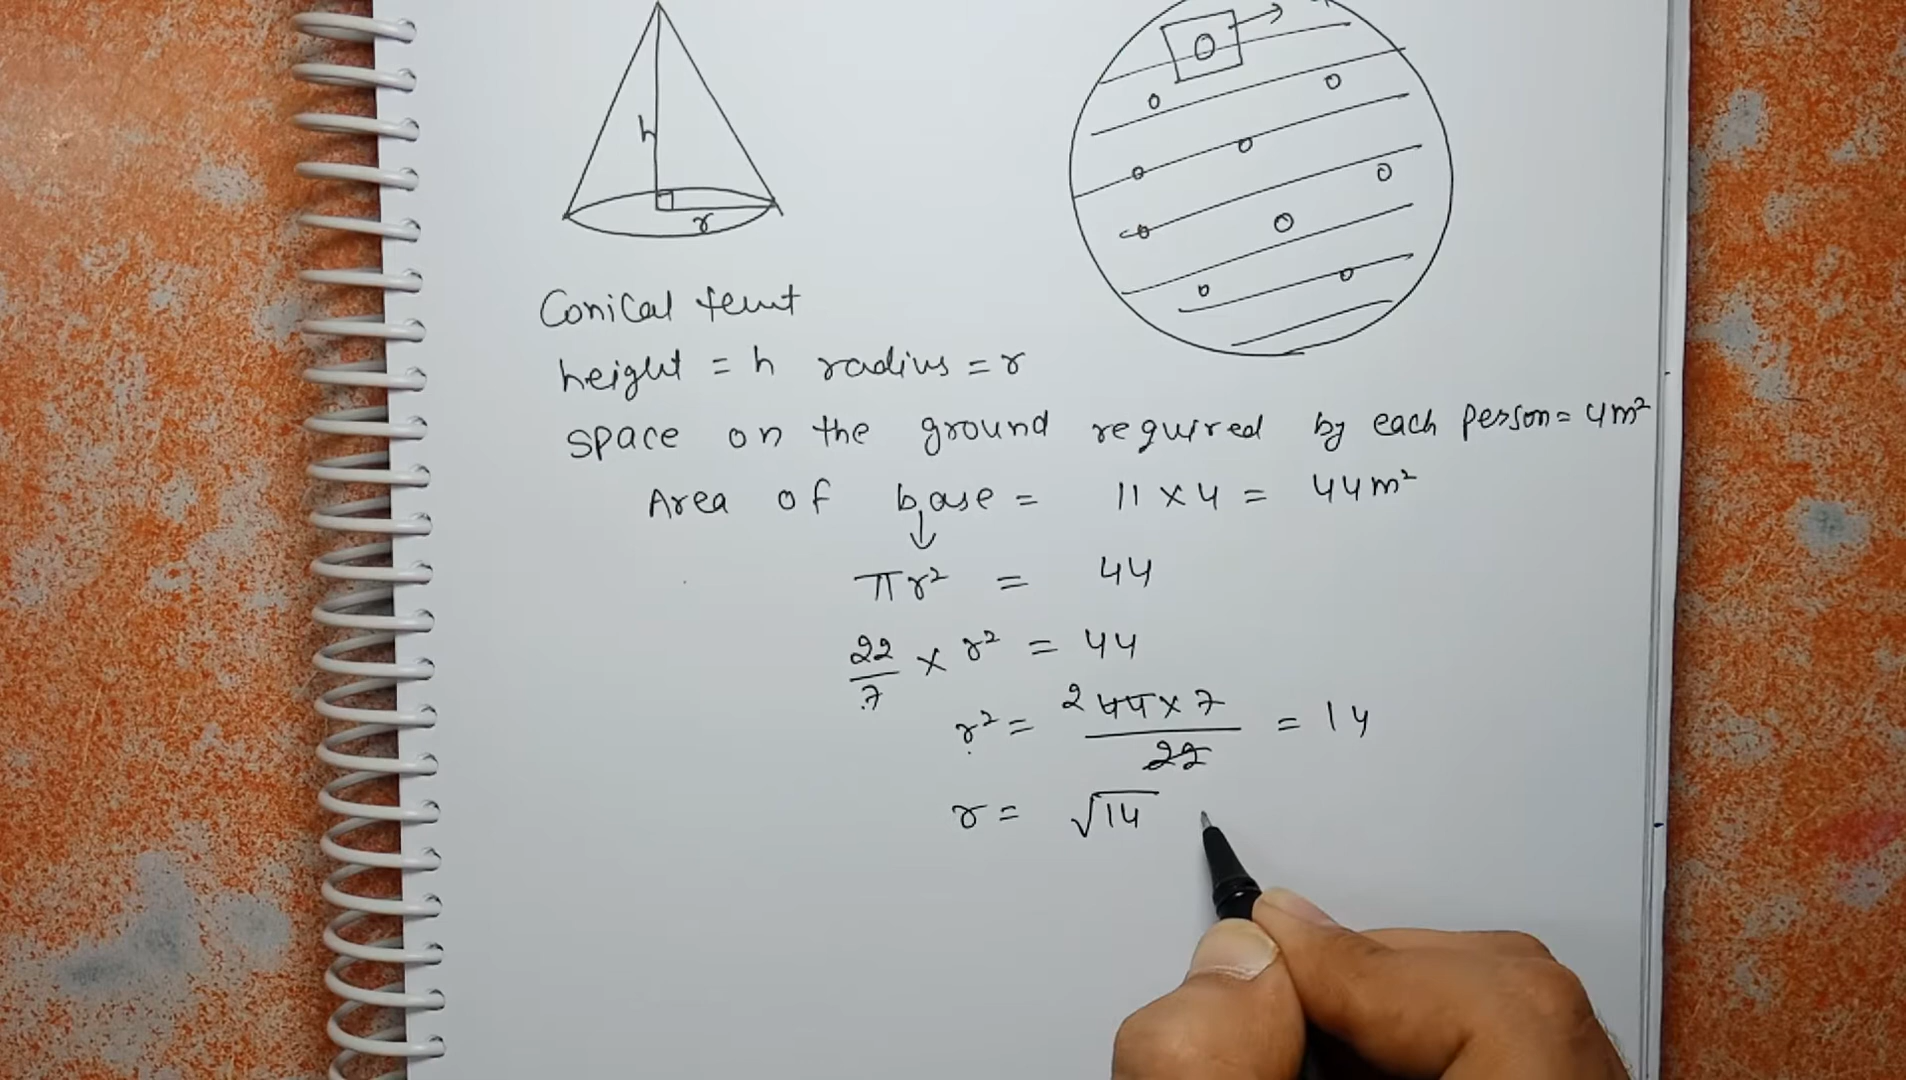 h
r
Conical tent
height = h radius = r
space on the ground required by each person = 4m²
Area of base = 11 × 4 = 44m²
πr² = 44
22/7 × r² = 44
r² = 2 44 × 7 / 22 = 14
r = √14